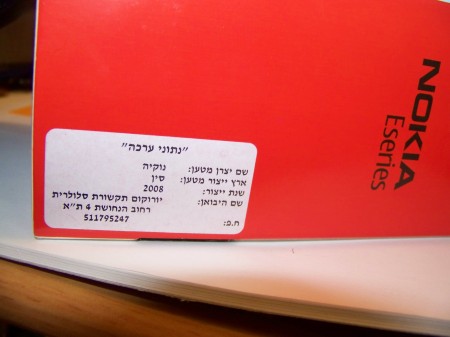 NOKIA
Eseries
"נתוני ערכה"
שם יצרן מטען: נוקיה
ארץ ייצור מטען: סין
שנת ייצור: 2008
שם היבואן: יורוקום תקשורת סלולרית
רחוב הנחושת 4 ת"א
ח.פ: 511795247